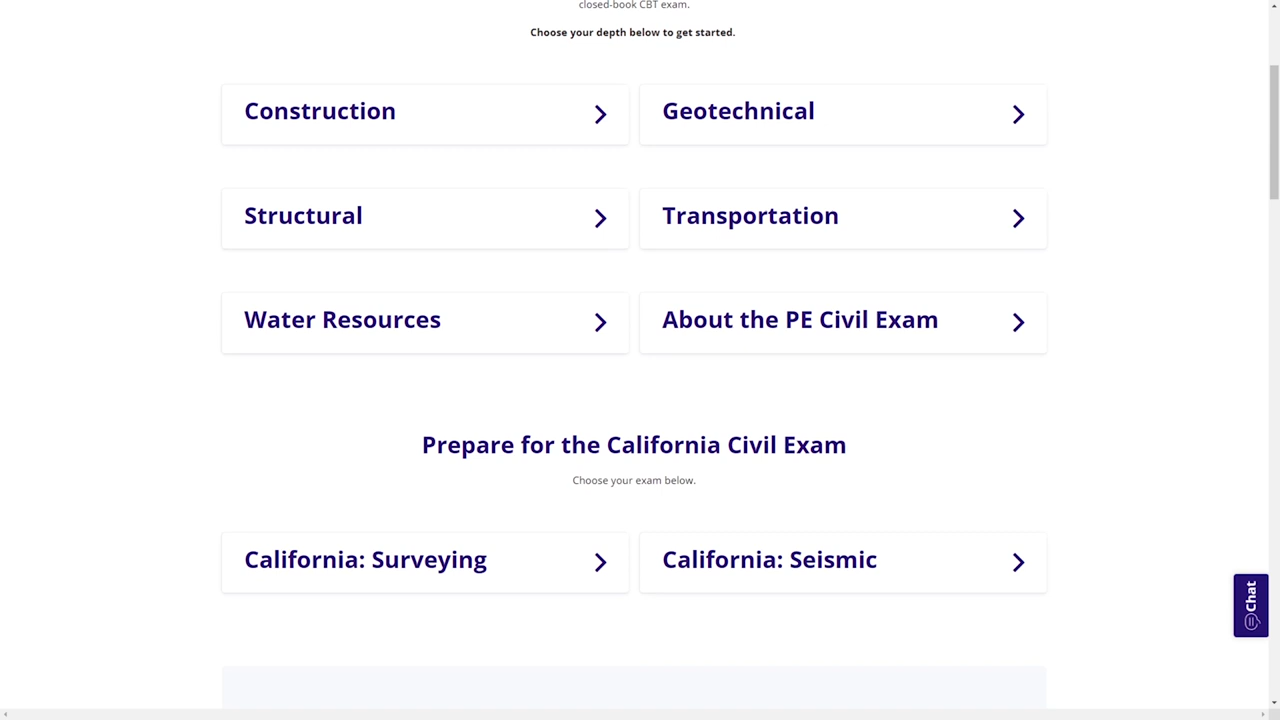 closed-book CBT exam.
Choose your depth below to get started.
Construction
Geotechnical
Structural
Transportation
Water Resources
About the PE Civil Exam
Prepare for the California Civil Exam
Choose your exam below.
California: Surveying
California: Seismic
Chat